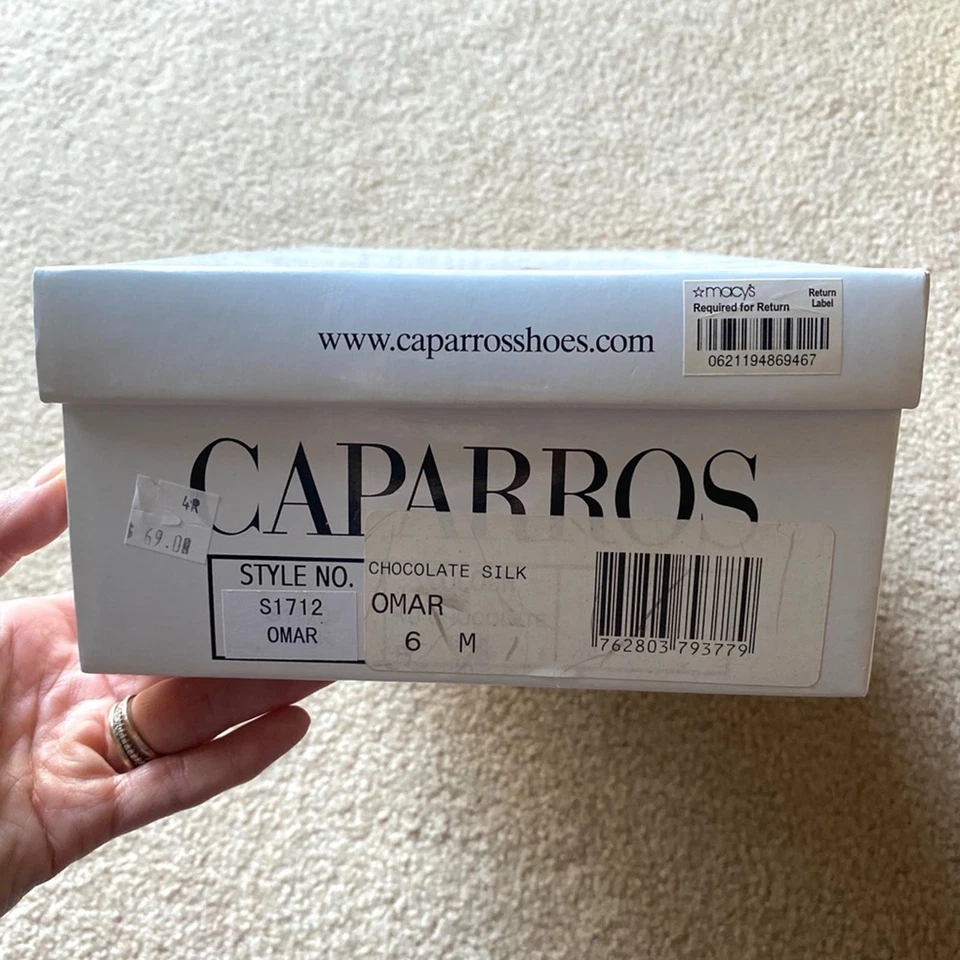 ☆macy's Return
Required for Return Label
0621194869467
www.caparrosshoes.com
CAPARROS
4R
$ 69.00
STYLE NO.
S1712
OMAR
CHOCOLATE SILK
OMAR
6 M
762803 793779